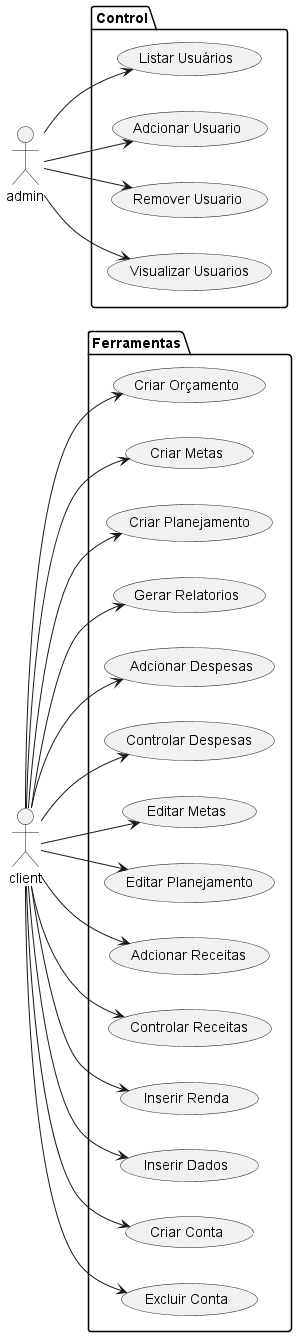 Control
Listar Usuários
Adcionar Usuario
Remover Usuario
Visualizar Usuarios
admin
Ferramentas
Criar Orçamento
Criar Metas
Criar Planejamento
Gerar Relatorios
Adcionar Despesas
Controlar Despesas
Editar Metas
Editar Planejamento
Adcionar Receitas
Controlar Receitas
Inserir Renda
Inserir Dados
Criar Conta
Excluir Conta
client